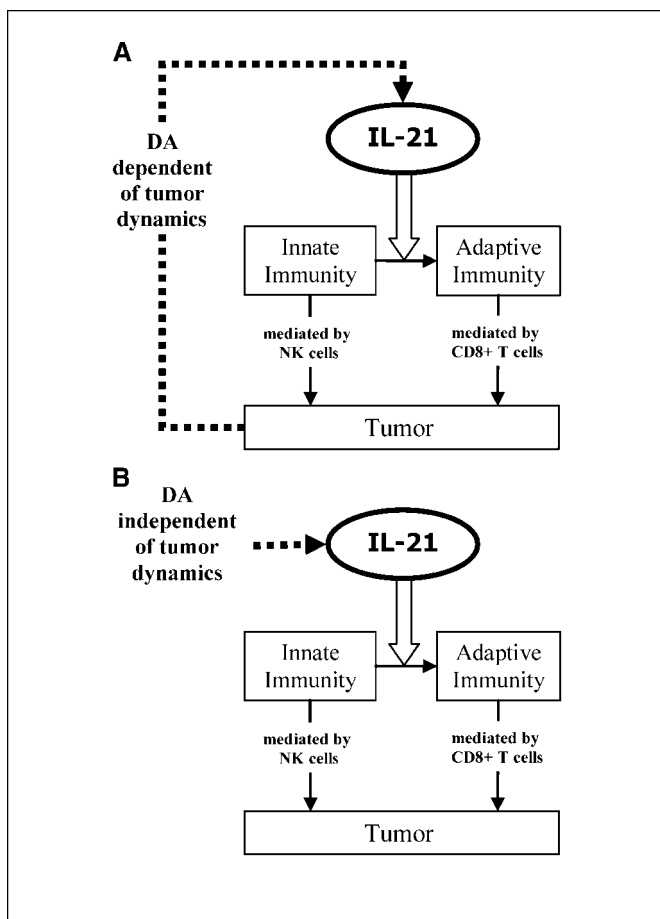 A
DA
dependent
of tumor
dynamics
IL-21
Innate
Immunity
Adaptive
Immunity
mediated by
NK cells
mediated by
CD8+ T cells
Tumor
B
DA
independent
of tumor
dynamics
IL-21
Innate
Immunity
Adaptive
Immunity
mediated by
NK cells
mediated by
CD8+ T cells
Tumor